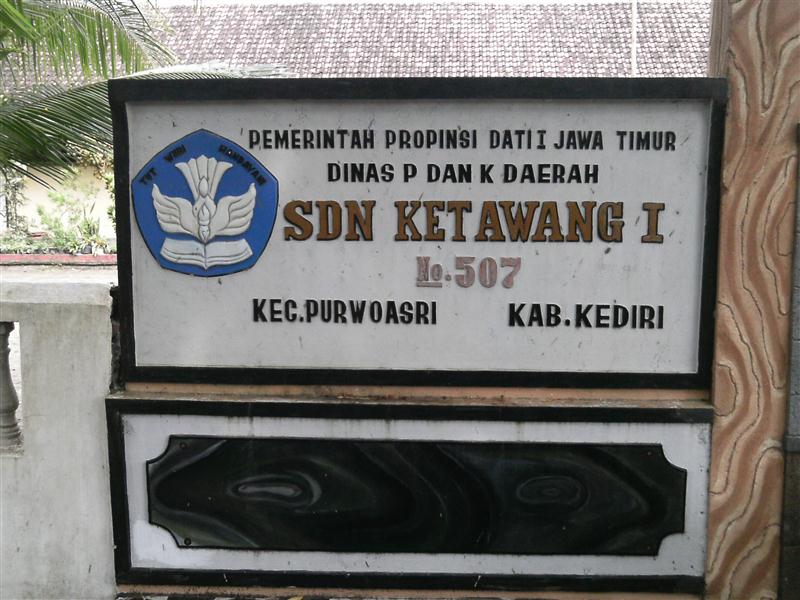 PEMERINTAH PROPINSI DATI I JAWA TIMUR
DINAS P DAN K DAERAH
TUT WURI HANDAYANI
SDN KETAWANG I
No.507
KEC.PURWOASRI KAB.KEDIRI